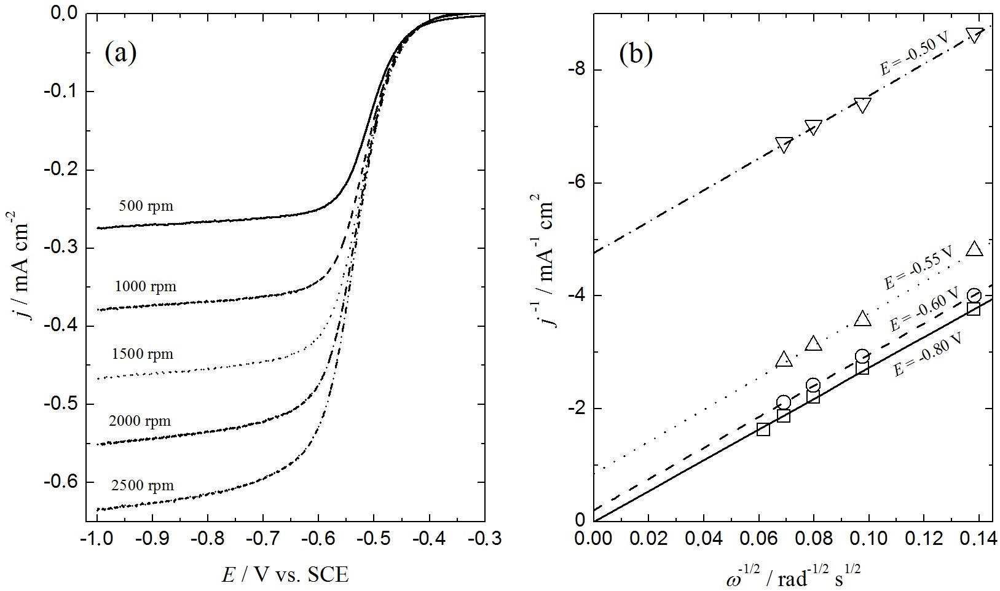 (a)
0.0
-0.1
-0.2
-0.3
-0.4
-0.5
-0.6
j / mA cm-2
500 rpm
1000 rpm
1500 rpm
2000 rpm
2500 rpm
-1.0 -0.9 -0.8 -0.7 -0.6 -0.5 -0.4 -0.3
E / V vs. SCE
(b)
-8
-6
-4
-2
0
j-1 / mA-1 cm2
E = -0.50 V
E = -0.55 V
E = -0.60 V
E = -0.80 V
0.00 0.02 0.04 0.06 0.08 0.10 0.12 0.14
ω-1/2 / rad-1/2 s1/2